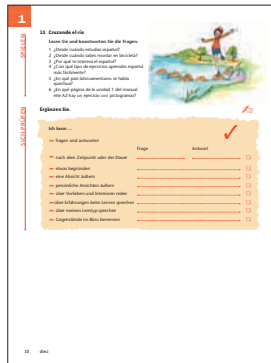 1
SPIELEN
12. Cruzando el río
Lesen Sie und beantworten Sie die Fragen.
1 ¿Desde cuándo estudias español?
2 ¿Desde cuándo sabes montar en bicicleta?
3 ¿Por qué te interesa el español?
4 ¿Con qué tipo de ejercicios aprendes español
más fácilmente?
5 ¿En qué país latinoamericano se habla
quechua?
6 ¿En qué página de la unidad 1 del manual
eñe A2 hay un ejercicio con pictogramas?
SICH PRÜFEN
Ergänzen Sie.
Ich kann ...
fragen und antworten
Frage Antwort
nach dem Zeitpunkt oder der Dauer
etwas begründen
eine Absicht äußern
persönliche Ansichten äußern
über Vorlieben und Interessen reden
über Erfahrungen beim Lernen sprechen
über meinen Lerntyp sprechen
Gegenstände im Büro benennen
10 diez